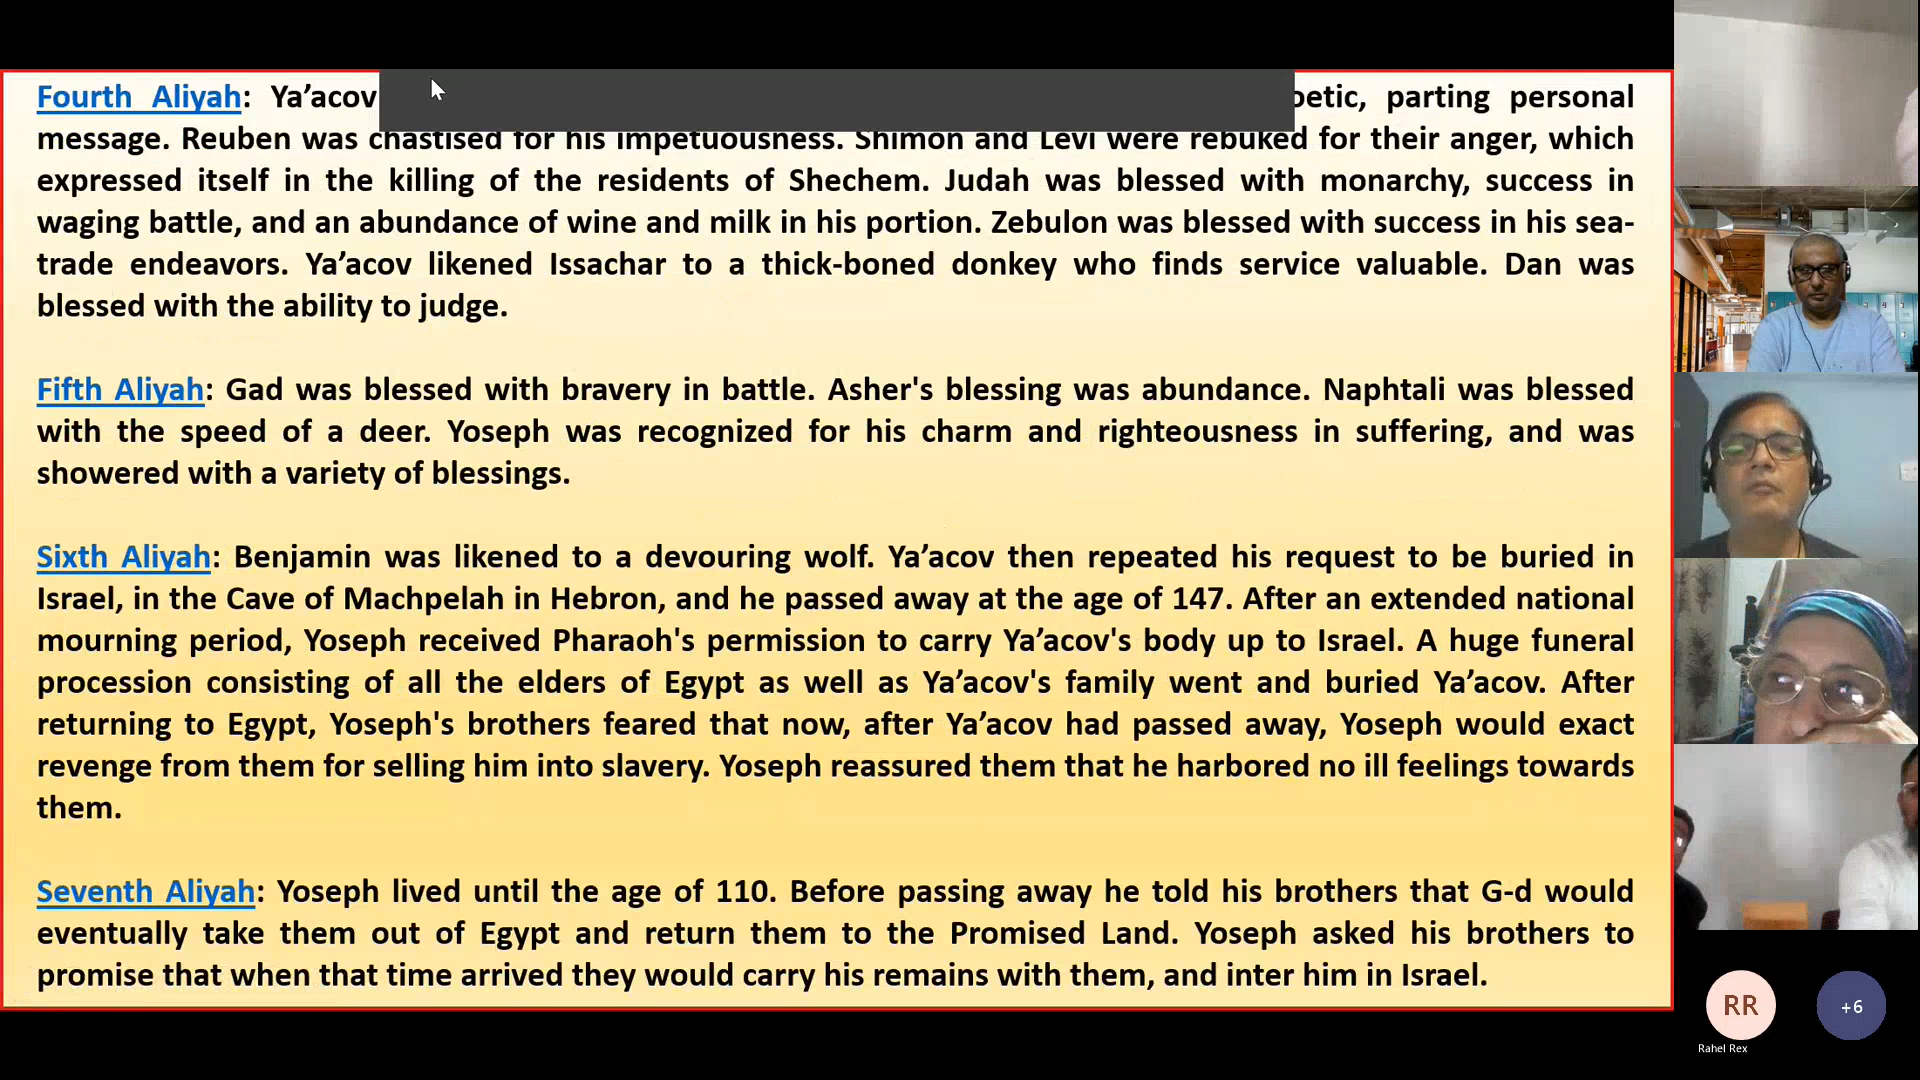 Fourth Aliyah: Ya’acov poetic, parting personal
message. Reuben was chastised for his impetuousness. Shimon and Levi were rebuked for their anger, which
expressed itself in the killing of the residents of Shechem. Judah was blessed with monarchy, success in
waging battle, and an abundance of wine and milk in his portion. Zebulon was blessed with success in his sea-
trade endeavors. Ya’acov likened Issachar to a thick-boned donkey who finds service valuable. Dan was
blessed with the ability to judge.
Fifth Aliyah: Gad was blessed with bravery in battle. Asher's blessing was abundance. Naphtali was blessed
with the speed of a deer. Yoseph was recognized for his charm and righteousness in suffering, and was
showered with a variety of blessings.
Sixth Aliyah: Benjamin was likened to a devouring wolf. Ya’acov then repeated his request to be buried in
Israel, in the Cave of Machpelah in Hebron, and he passed away at the age of 147. After an extended national
mourning period, Yoseph received Pharaoh's permission to carry Ya’acov's body up to Israel. A huge funeral
procession consisting of all the elders of Egypt as well as Ya’acov's family went and buried Ya’acov. After
returning to Egypt, Yoseph's brothers feared that now, after Ya’acov had passed away, Yoseph would exact
revenge from them for selling him into slavery. Yoseph reassured them that he harbored no ill feelings towards
them.
Seventh Aliyah: Yoseph lived until the age of 110. Before passing away he told his brothers that G-d would
eventually take them out of Egypt and return them to the Promised Land. Yoseph asked his brothers to
promise that when that time arrived they would carry his remains with them, and inter him in Israel.
RR
+6
Rahel Rex